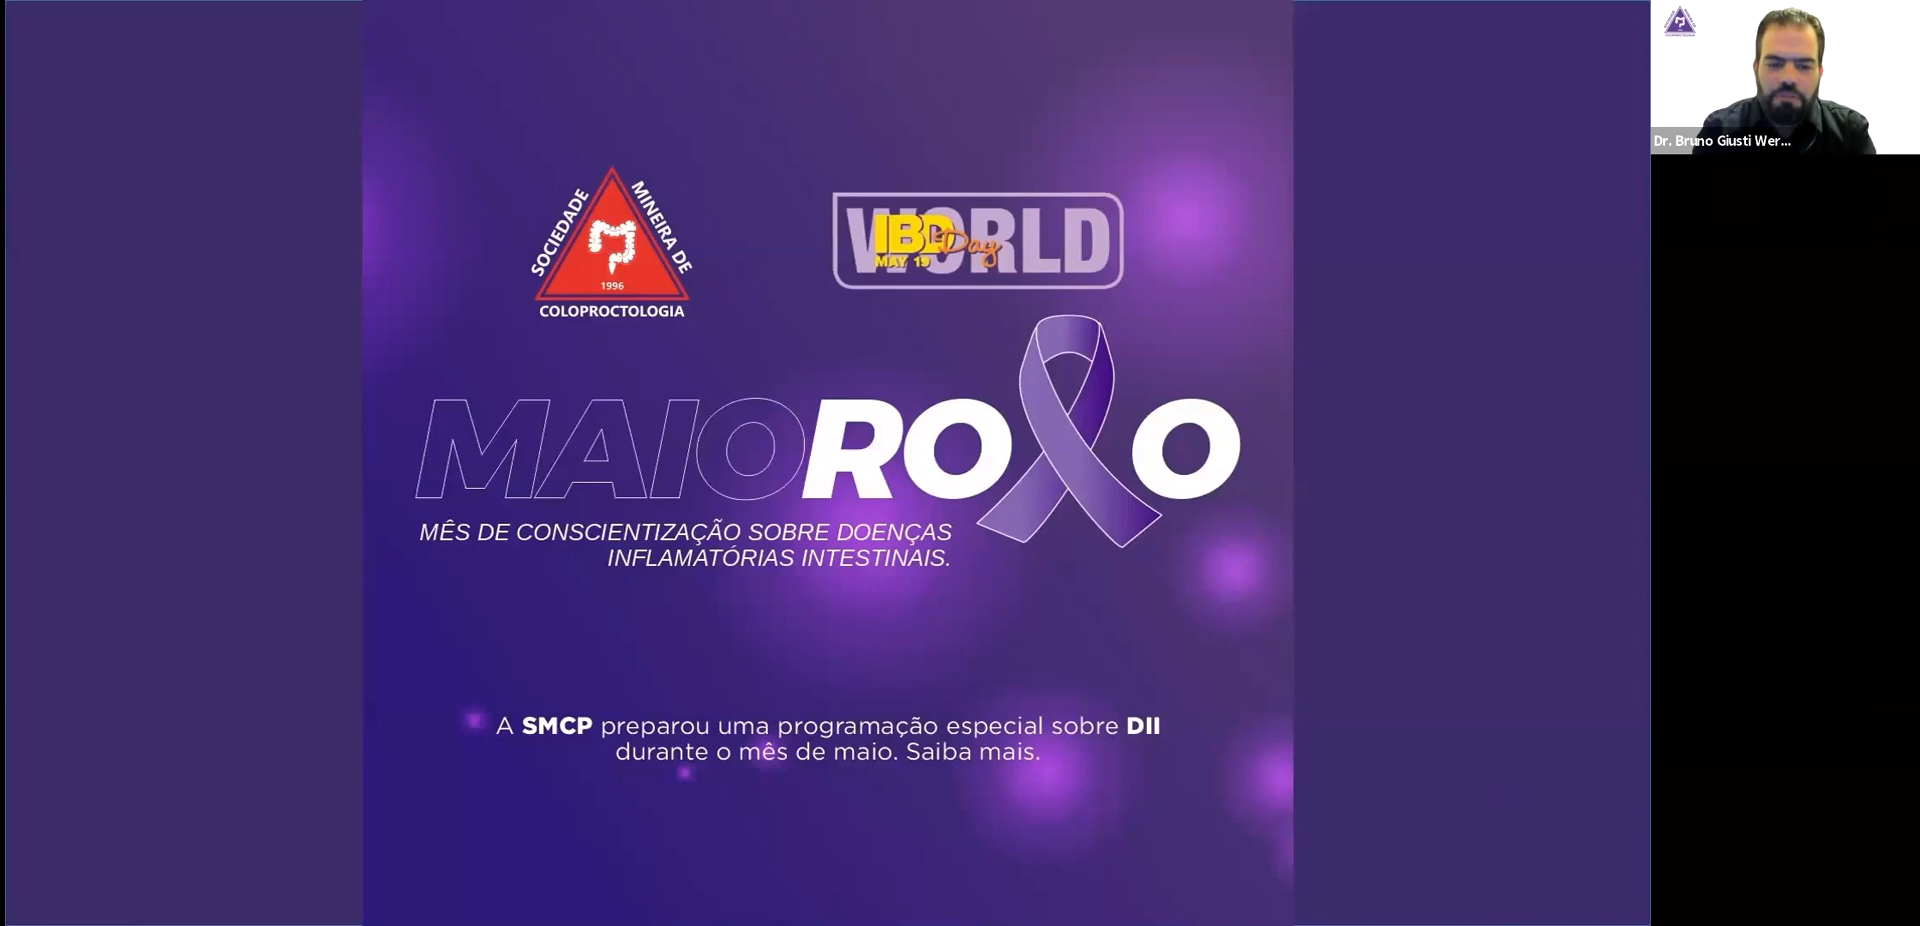 SOCIEDADE
MINEIRA DE
1996
COLOPROCTOLOGIA
WORLD
IBD Day
MAY 19
MAIO ROXO
MÊS DE CONSCIENTIZAÇÃO SOBRE DOENÇAS
INFLAMATÓRIAS INTESTINAIS.
A SMCP preparou uma programação especial sobre DII
durante o mês de maio. Saiba mais.
Dr. Bruno Giusti Wer...